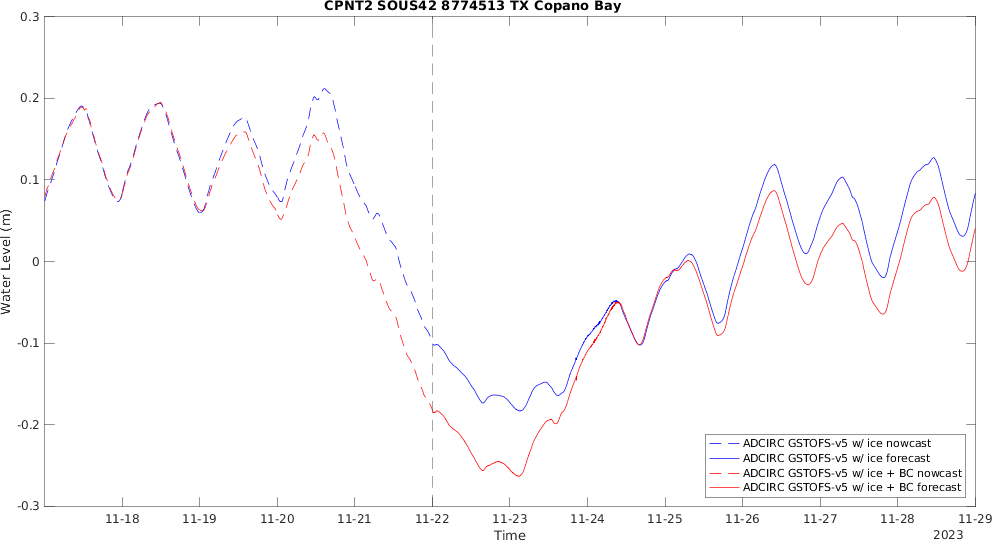 CPNT2 SOUS42 8774513 TX Copano Bay
0.3
0.2
0.1
0
-0.1
-0.2
-0.3
Water Level (m)
ADCIRC GSTOFS-v5 w/ ice nowcast
ADCIRC GSTOFS-v5 w/ ice forecast
ADCIRC GSTOFS-v5 w/ ice + BC nowcast
ADCIRC GSTOFS-v5 w/ ice + BC forecast
11-18 11-19 11-20 11-21 11-22 11-23 11-24 11-25 11-26 11-27 11-28 11-29
Time
2023